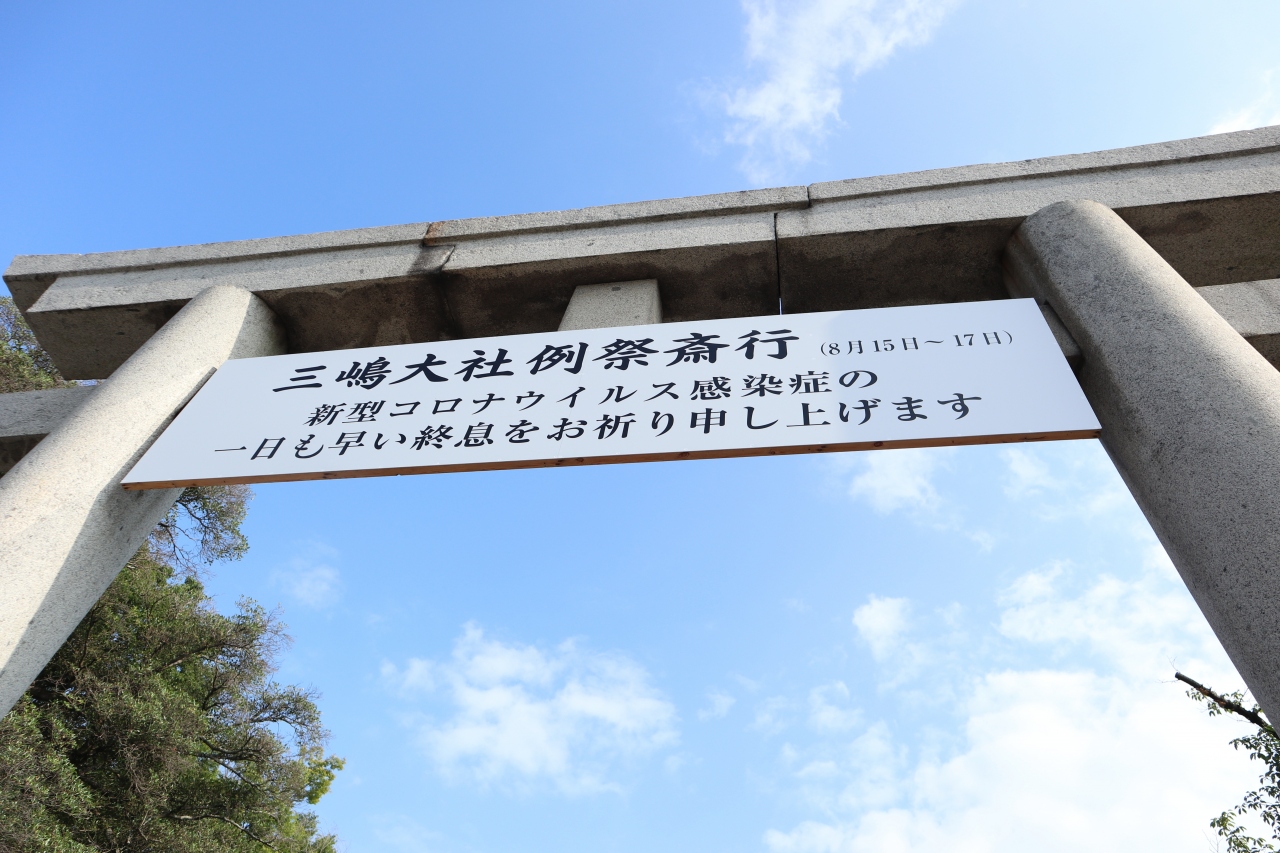 三嶋大社例祭斎行（8月15日～17日）
新型コロナウイルス感染症の
一日も早い終息をお祈り申し上げます